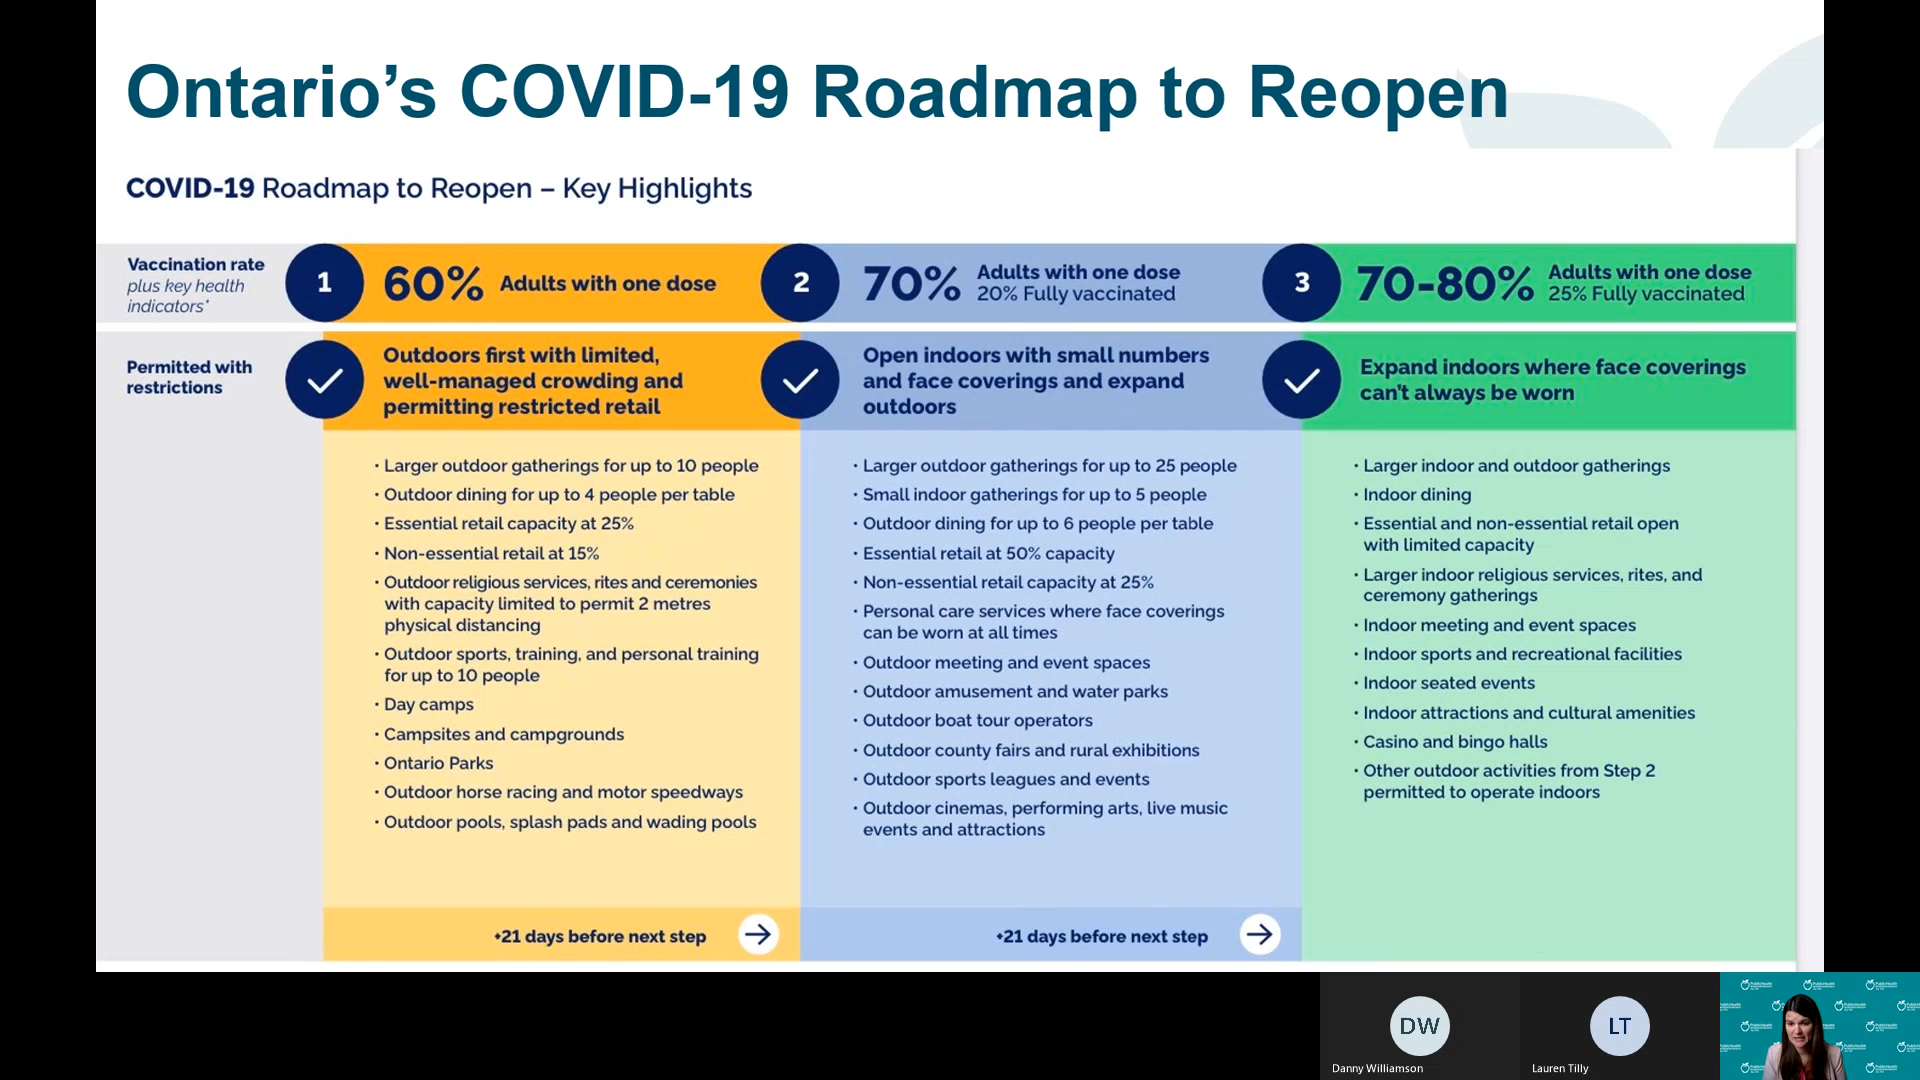 Ontario’s COVID-19 Roadmap to Reopen
COVID-19 Roadmap to Reopen – Key Highlights
Vaccination rate
plus key health
indicators*
1
60% Adults with one dose
2
70% Adults with one dose
20% Fully vaccinated
3
70-80% Adults with one dose
25% Fully vaccinated
Permitted with
restrictions
Outdoors first with limited,
well-managed crowding and
permitting restricted retail
• Larger outdoor gatherings for up to 10 people
• Outdoor dining for up to 4 people per table
• Essential retail capacity at 25%
• Non-essential retail at 15%
• Outdoor religious services, rites and ceremonies
with capacity limited to permit 2 metres
physical distancing
• Outdoor sports, training, and personal training
for up to 10 people
• Day camps
• Campsites and campgrounds
• Ontario Parks
• Outdoor horse racing and motor speedways
• Outdoor pools, splash pads and wading pools
+21 days before next step
Open indoors with small numbers
and face coverings and expand
outdoors
• Larger outdoor gatherings for up to 25 people
• Small indoor gatherings for up to 5 people
• Outdoor dining for up to 6 people per table
• Essential retail at 50% capacity
• Non-essential retail capacity at 25%
• Personal care services where face coverings
can be worn at all times
• Outdoor meeting and event spaces
• Outdoor amusement and water parks
• Outdoor boat tour operators
• Outdoor county fairs and rural exhibitions
• Outdoor sports leagues and events
• Outdoor cinemas, performing arts, live music
events and attractions
+21 days before next step
Expand indoors where face coverings
can’t always be worn
• Larger indoor and outdoor gatherings
• Indoor dining
• Essential and non-essential retail open
with limited capacity
• Larger indoor religious services, rites, and
ceremony gatherings
• Indoor meeting and event spaces
• Indoor sports and recreational facilities
• Indoor seated events
• Indoor attractions and cultural amenities
• Casino and bingo halls
• Other outdoor activities from Step 2
permitted to operate indoors
DW
Danny Williamson
LT
Lauren Tilly